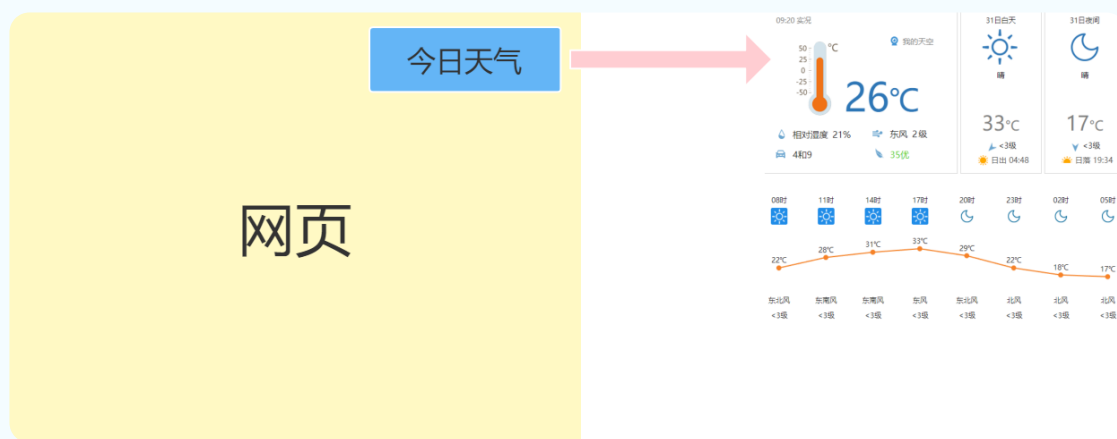 今日天气
网页
09:20 实况
我的天空
50
25
0
-25
-50
°C
26°C
相对湿度 21%
东风 2级
4和9
35优
31日白天
晴
33°C
<3级
日出 04:48
31日夜间
晴
17°C
<3级
日落 19:34
08时 11时 14时 17时 20时 23时 02时 05时
22℃ 28℃ 31℃ 33℃ 29℃ 22℃ 18℃ 17℃
东北风 东南风 东南风 东风 东北风 北风 北风 北风
<3级 <3级 <3级 <3级 <3级 <3级 <3级 <3级